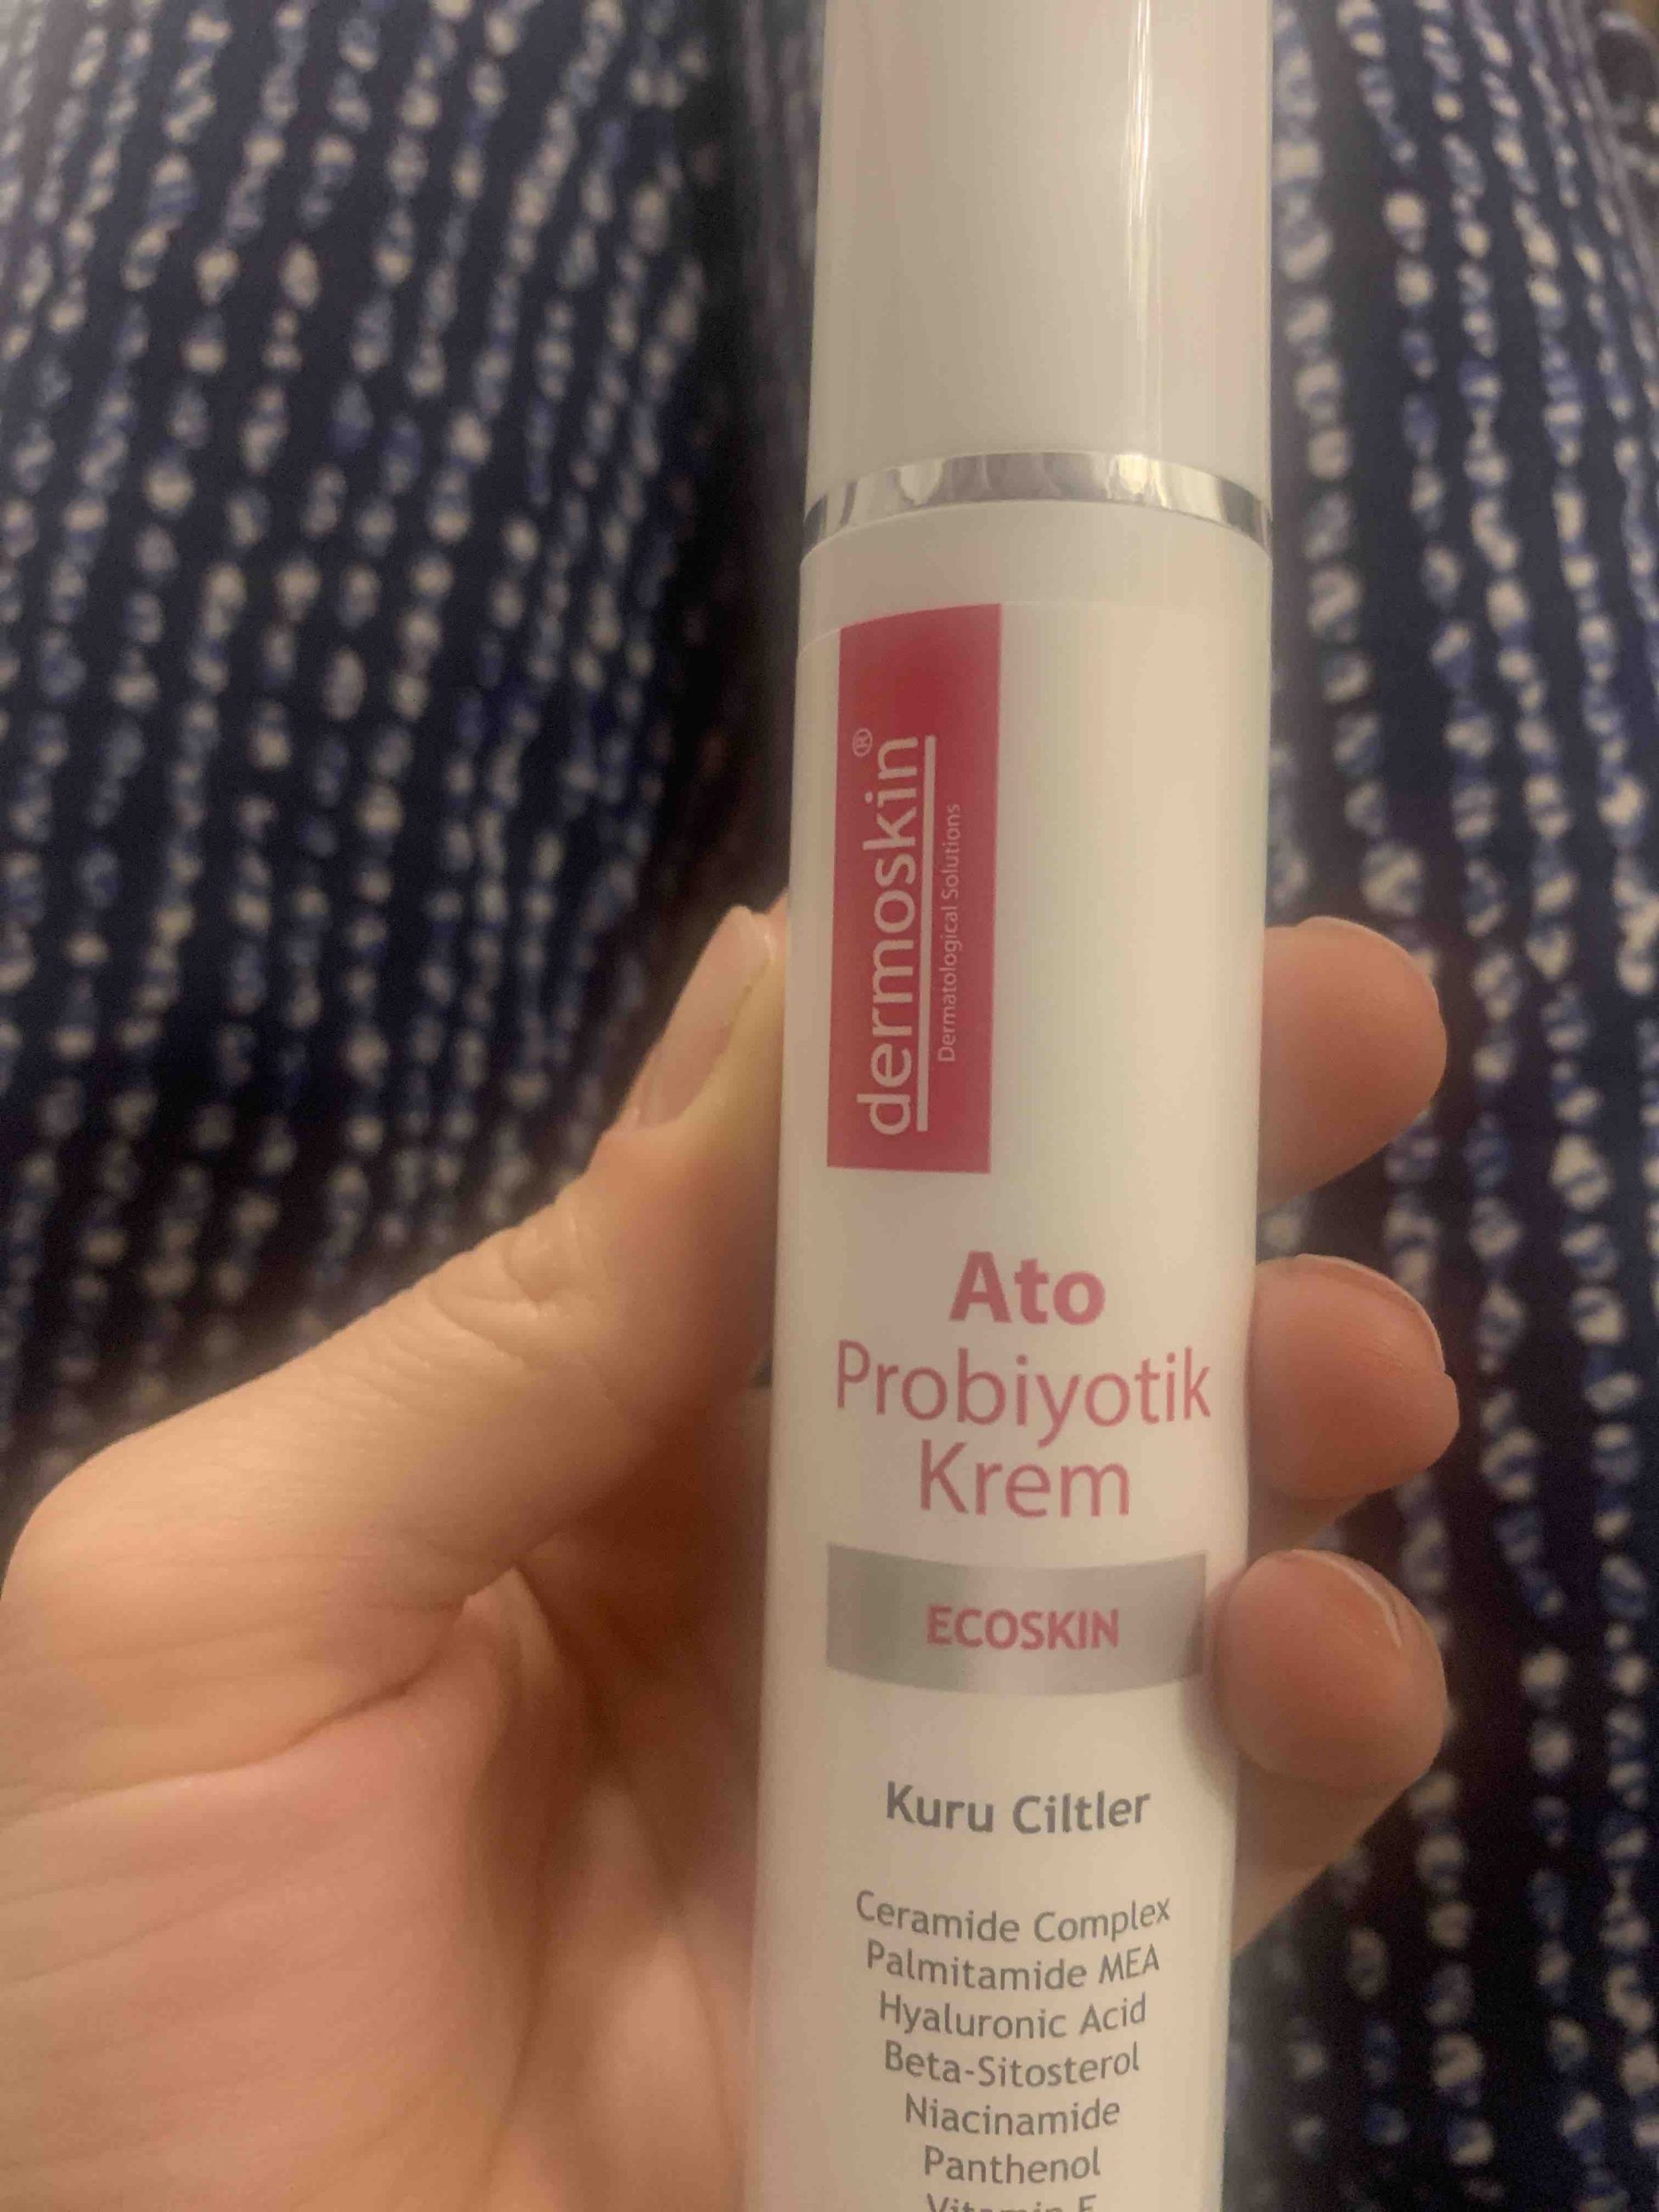 dermoskin®
Dermatological Solutions
Ato
Probiyotik
Krem
ECOSKIN
Kuru Ciltler
Ceramide Complex
Palmitamide MEA
Hyaluronic Acid
Beta-Sitosterol
Niacinamide
Panthenol
Vitamin E